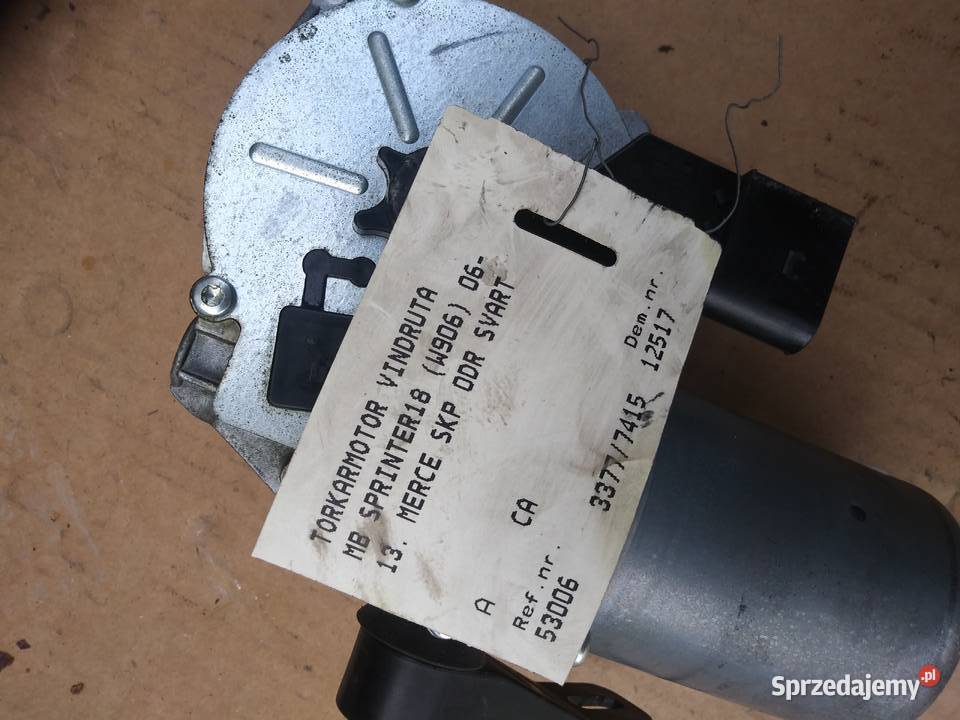 TORKARMOTOR VINDRUTA
MB SPRINTER18 (W906) 06-
13. MERCE SKP ODR SVART
A CA
Ref.nr. 53006
3377/7415
Dem.nr. 12517
Sprzedajemy.pl